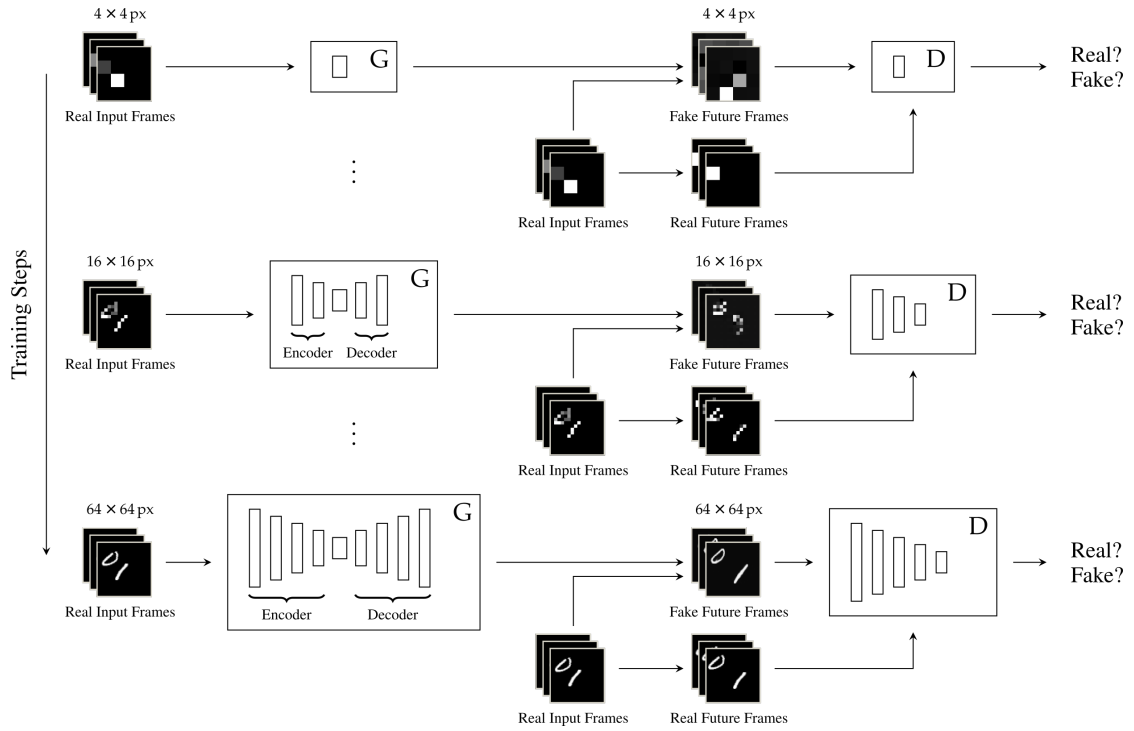 4 × 4 px
4 × 4 px
G
D
Real?
Fake?
Real Input Frames
Fake Future Frames
Real Input Frames
Real Future Frames
Training Steps
16 × 16 px
16 × 16 px
G
D
Real?
Fake?
Encoder
Decoder
Real Input Frames
Fake Future Frames
Real Input Frames
Real Future Frames
64 × 64 px
64 × 64 px
G
D
Real?
Fake?
Encoder
Decoder
Real Input Frames
Fake Future Frames
Real Input Frames
Real Future Frames